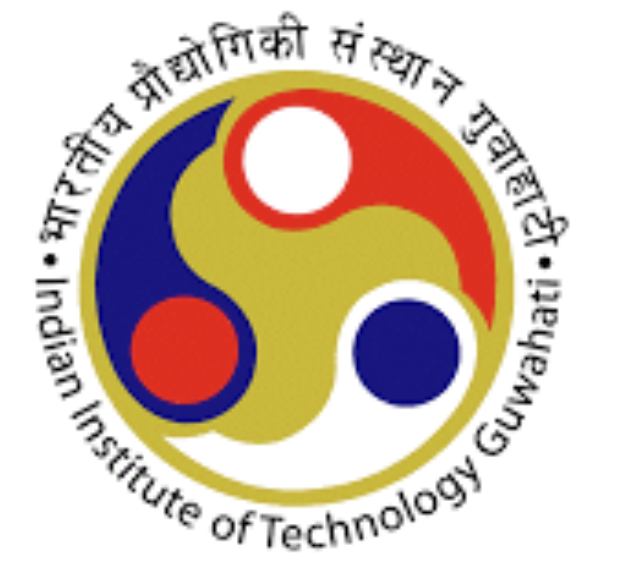 भारतीय प्रौद्योगिकी संस्थान गुवाहाटी
• Indian Institute of Technology Guwahati •